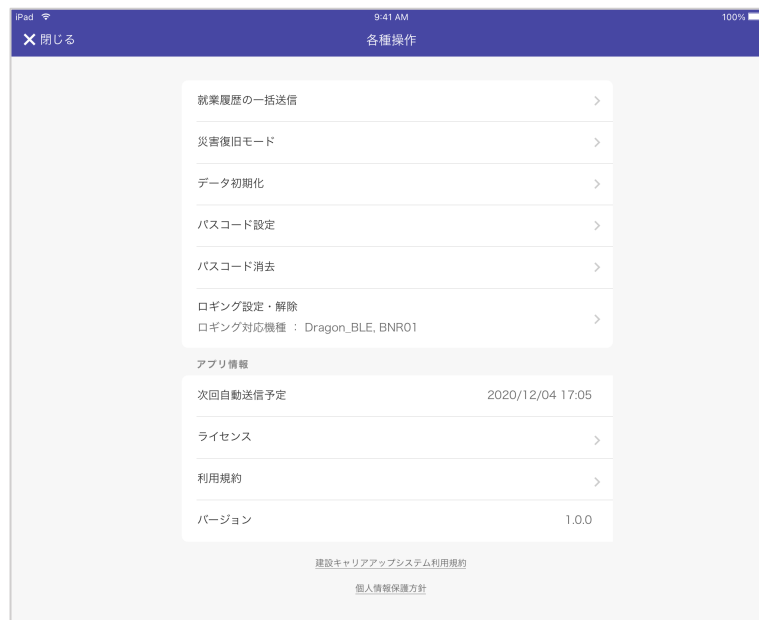 iPad 9:41 AM 100%
閉じる 各種操作
就業履歴の一括送信
災害復旧モード
データ初期化
パスコード設定
パスコード消去
ロギング設定・解除
ロギング対応機種 : Dragon_BLE, BNR01
アプリ情報
次回自動送信予定 2020/12/04 17:05
ライセンス
利用規約
バージョン 1.0.0
建設キャリアアップシステム利用規約
個人情報保護方針